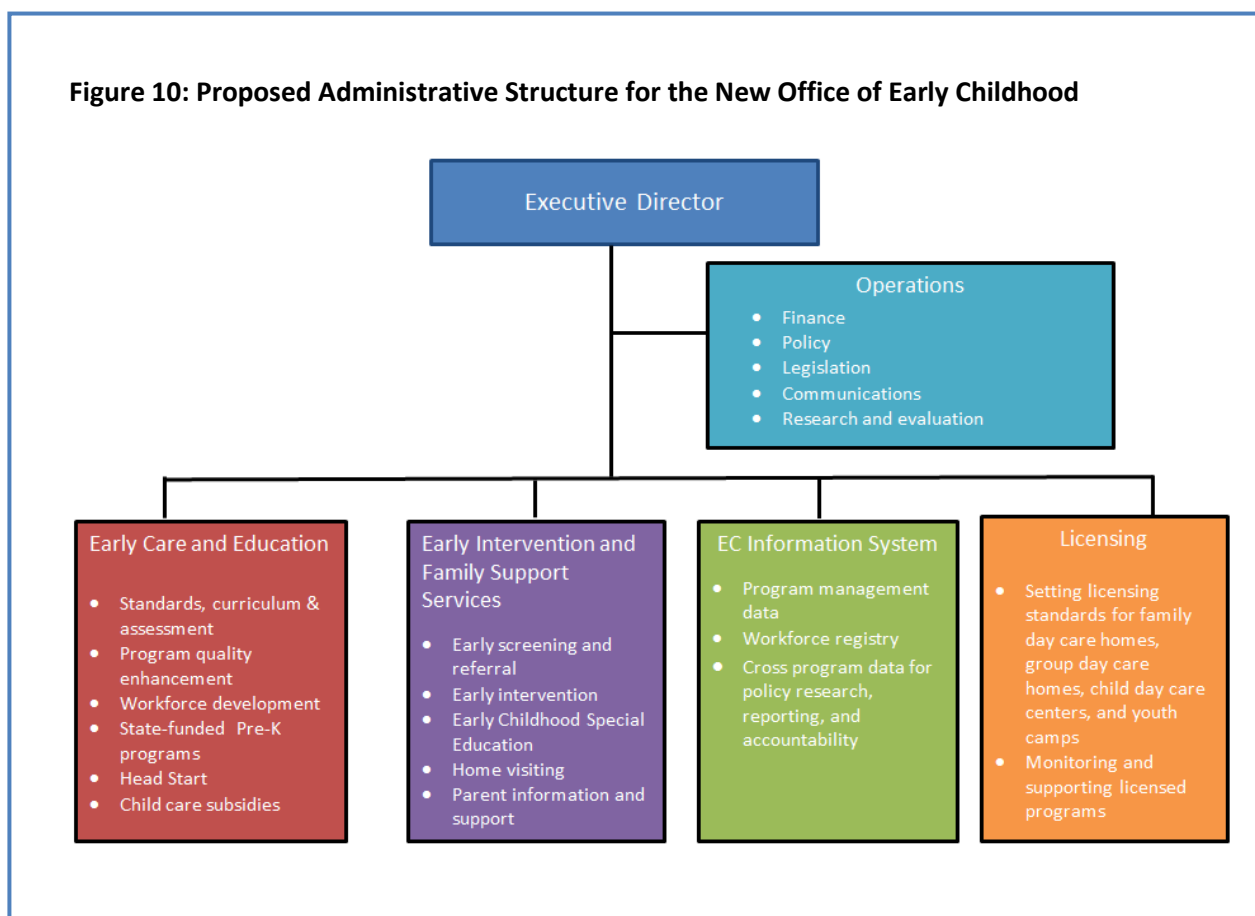 Figure 10: Proposed Administrative Structure for the New Office of Early Childhood
Executive Director
Operations
• Finance
• Policy
• Legislation
• Communications
• Research and evaluation
Early Care and Education
• Standards, curriculum &
assessment
• Program quality
enhancement
• Workforce development
• State-funded Pre-K
programs
• Head Start
• Child care subsidies
Early Intervention and
Family Support
Services
• Early screening and
referral
• Early intervention
• Early Childhood Special
Education
• Home visiting
• Parent information and
support
EC Information System
• Program management
data
• Workforce registry
• Cross program data for
policy research,
reporting, and
accountability
Licensing
• Setting licensing
standards for family
day care homes,
group day care
homes, child day care
centers, and youth
camps
• Monitoring and
supporting licensed
programs